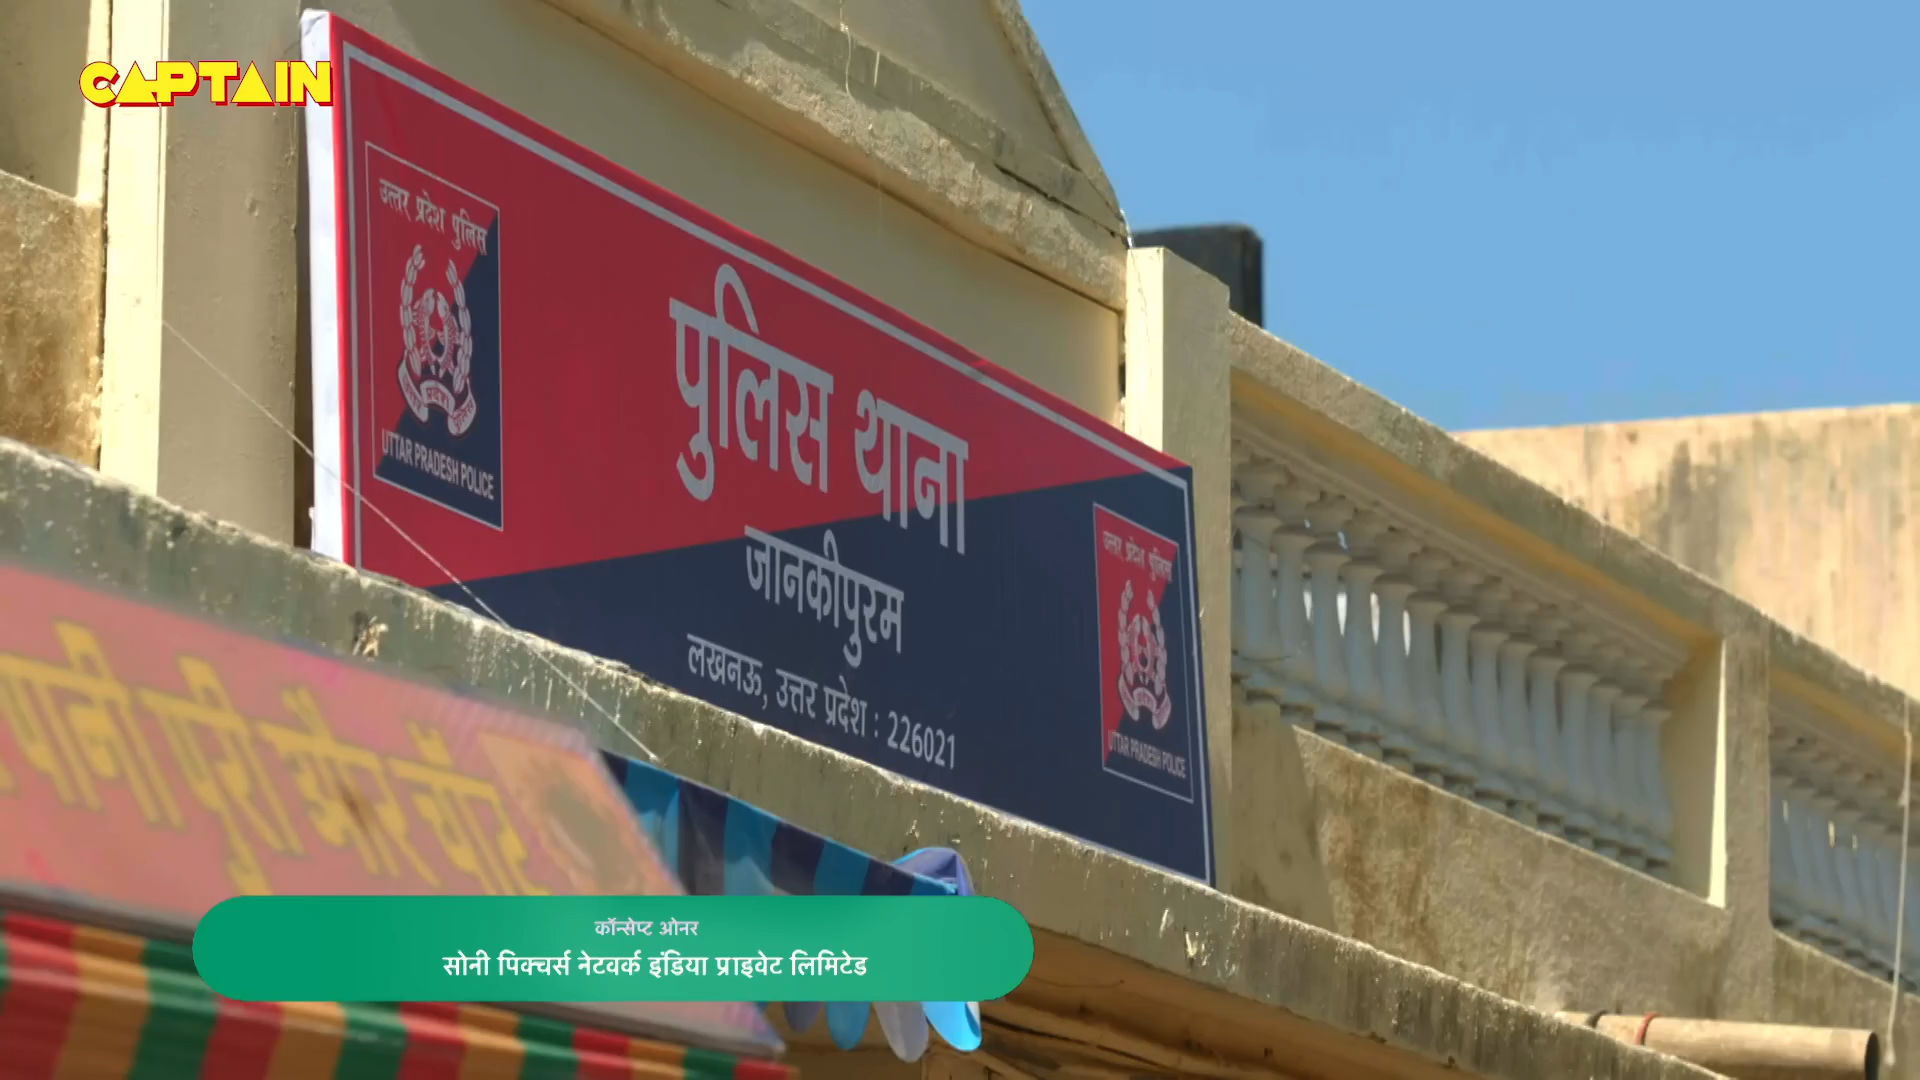 CAPTAIN
उत्तर प्रदेश पुलिस
UTTAR PRADESH POLICE
पुलिस थाना
जानकीपुरम
लखनऊ, उत्तर प्रदेश : 226021
उत्तर प्रदेश पुलिस
UTTAR PRADESH POLICE
पानी पूरी और चाट
कॉन्सेप्ट ओनर
सोनी पिक्चर्स नेटवर्क इंडिया प्राइवेट लिमिटेड